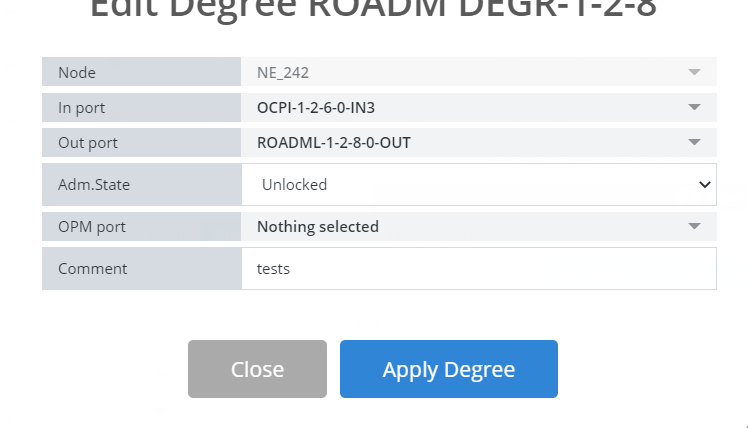 Edit Degree ROADM DEGR-1-2-8
Node NE_242
In port OCPI-1-2-6-0-IN3
Out port ROADML-1-2-8-0-OUT
Adm.State Unlocked
OPM port Nothing selected
Comment tests
Close Apply Degree